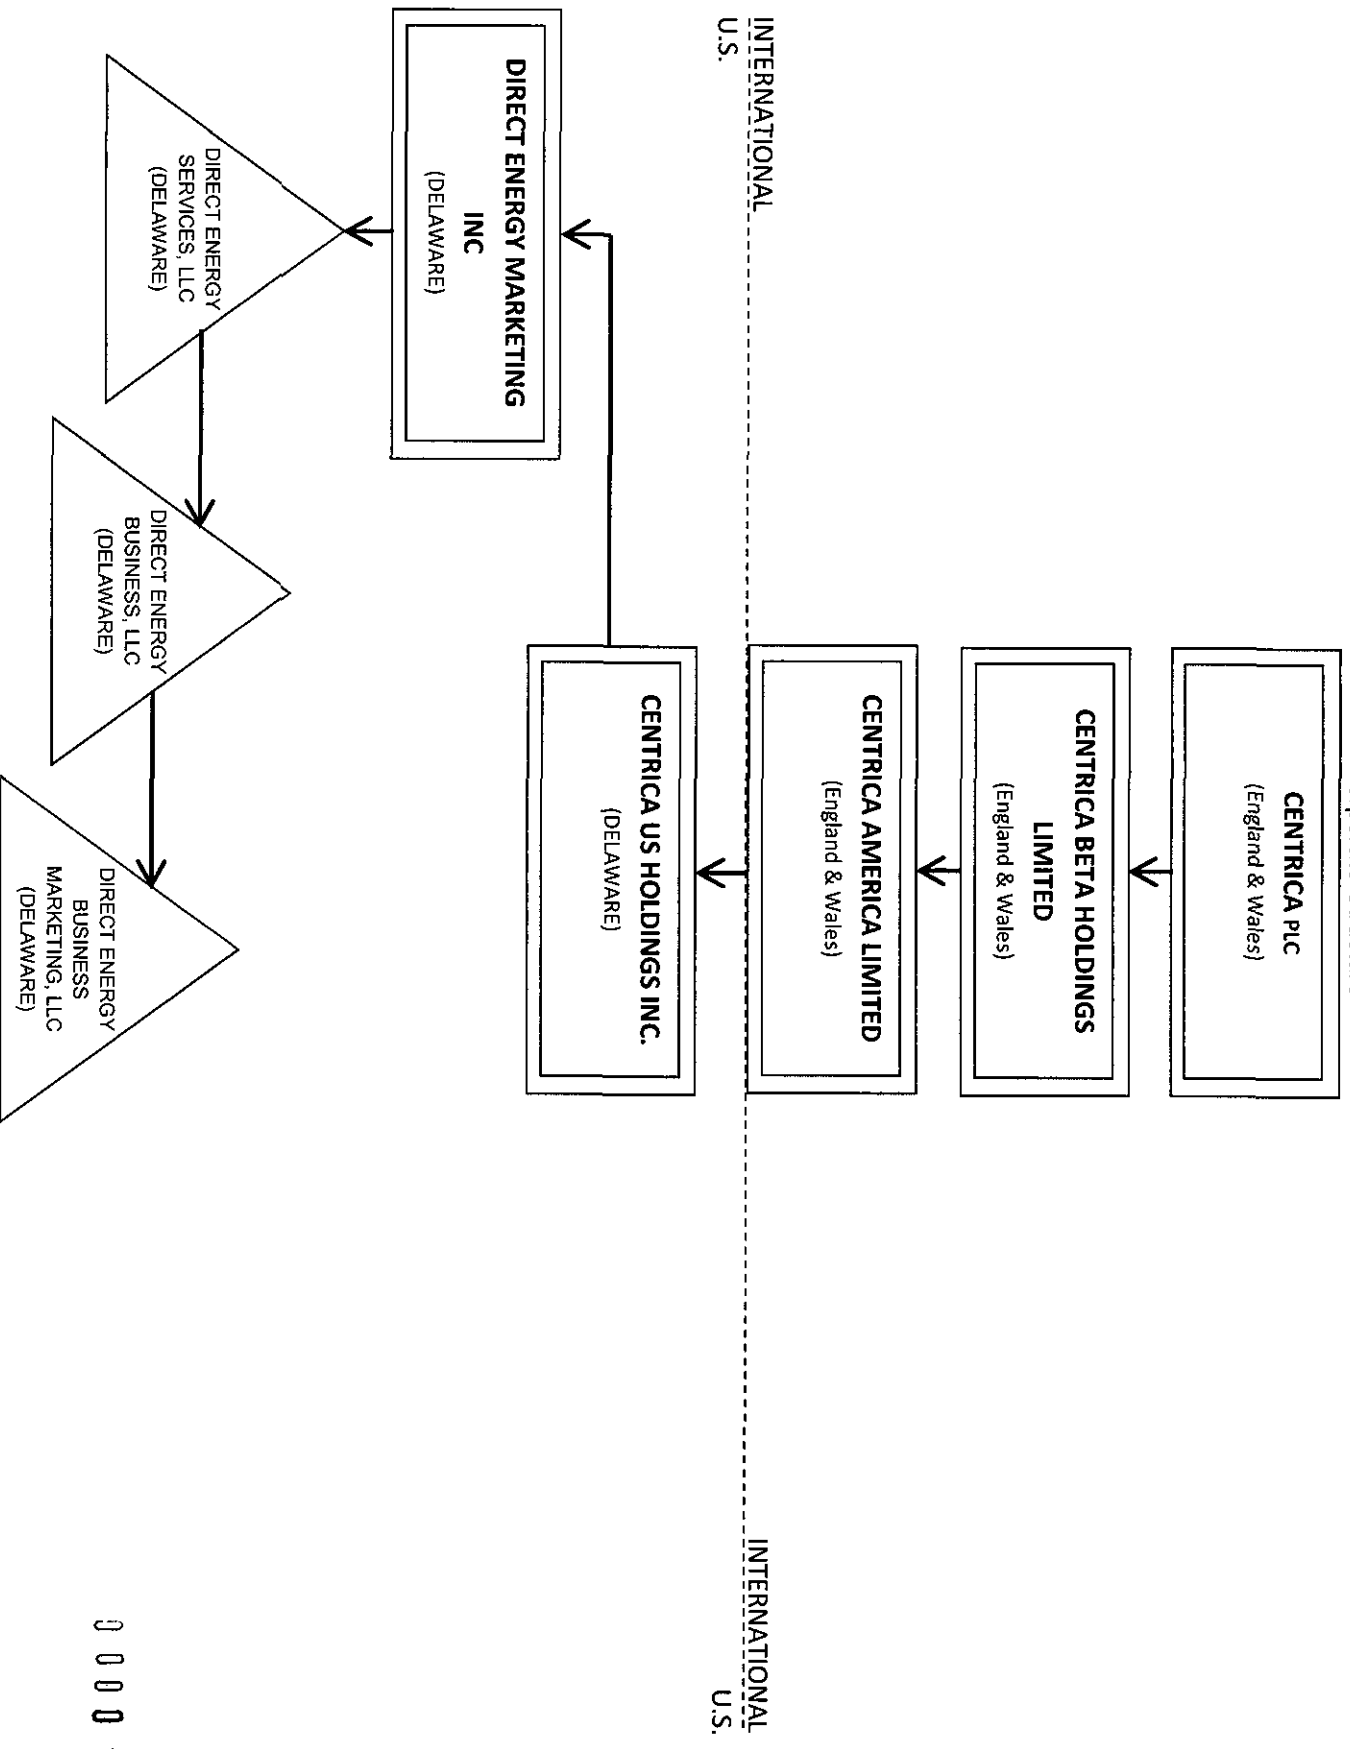 CENTRICA PLC
(England & Wales)
CENTRICA BETA HOLDINGS
LIMITED
(England & Wales)
CENTRICA AMERICA LIMITED
(England & Wales)
INTERNATIONAL
U.S.
INTERNATIONAL
U.S.
CENTRICA US HOLDINGS INC.
(DELAWARE)
DIRECT ENERGY MARKETING
INC
(DELAWARE)
DIRECT ENERGY
SERVICES, LLC
(DELAWARE)
DIRECT ENERGY
BUSINESS, LLC
(DELAWARE)
DIRECT ENERGY
BUSINESS
MARKETING, LLC
(DELAWARE)